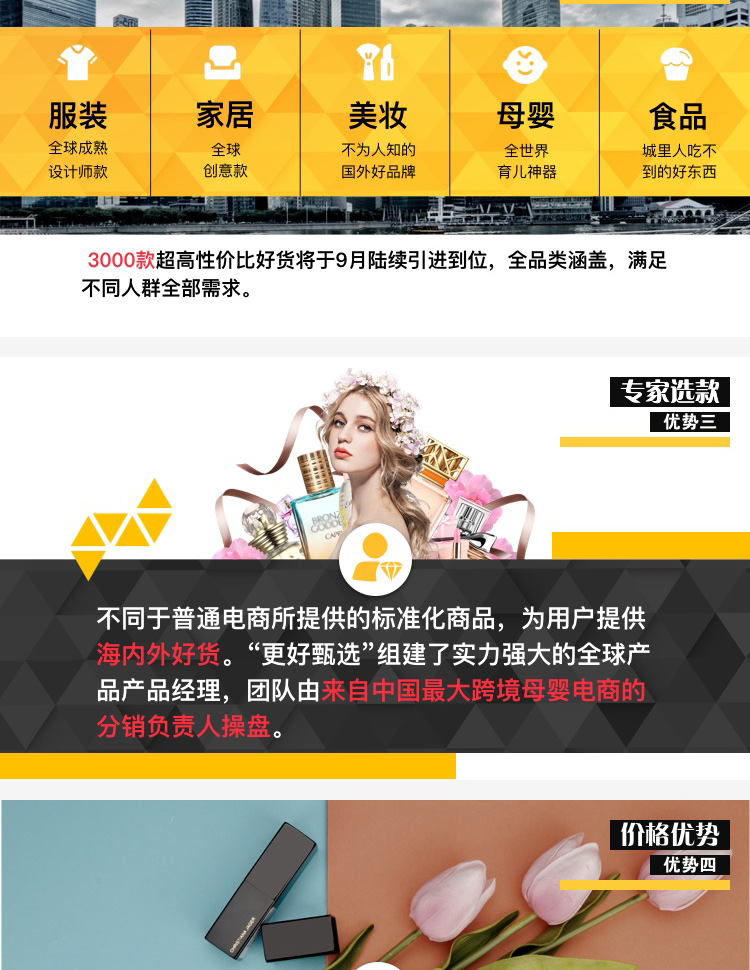 服装
家居
美妆
母婴
食品
全球成熟
设计师款
全球
创意款
不为人知的
国外好品牌
全世界
育儿神器
城里人吃不
到的好东西
3000款超高性价比好货将于9月陆续引进到位，全品类涵盖，满足
不同人群全部需求。
专家选款
优势三
不同于普通电商所提供的标准化商品，为用户提供
海内外好货。“更好甄选”组建了实力强大的全球产
品产品经理，团队由来自中国最大跨境母婴电商的
分销负责人操盘。
价格优势
优势四